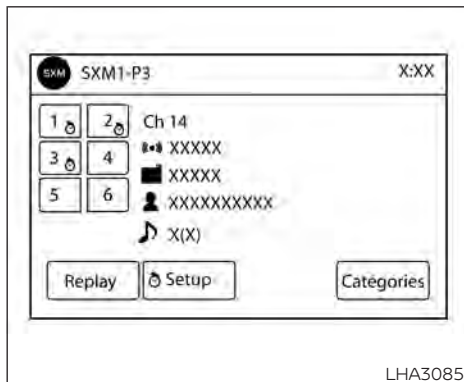 SXM SXM1-P3 X:XX
1 2 Ch 14
XXXXX
3 4
XXXXX
5 6 XXXXXXXXXX
X(X)
Replay Setup Categories
LHA3085